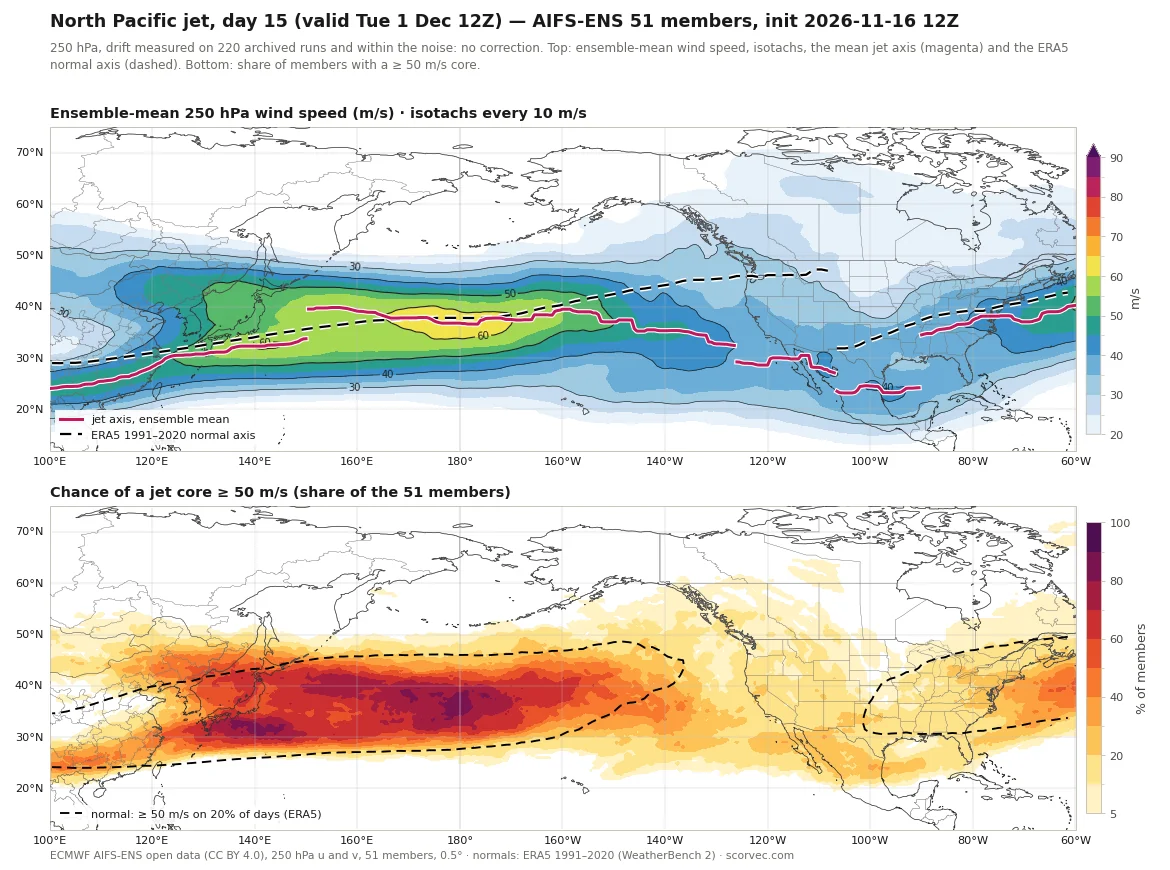 North Pacific jet, day 15 (valid Tue 1 Dec 12Z) — AIFS-ENS 51 members, init 2026-11-16 12Z
250 hPa, drift measured on 220 archived runs and within the noise: no correction. Top: ensemble-mean wind speed, isotachs, the mean jet axis (magenta) and the ERA5
normal axis (dashed). Bottom: share of members with a ≥ 50 m/s core.
Ensemble-mean 250 hPa wind speed (m/s) · isotachs every 10 m/s
70°N
60°N
50°N
40°N
30°N
20°N
30
30
50
60
60
40
30
40
40
jet axis, ensemble mean
ERA5 1991–2020 normal axis
100°E 120°E 140°E 160°E 180° 160°W 140°W 120°W 100°W 80°W 60°W
90
80
70
60
50
40
30
20
m/s
Chance of a jet core ≥ 50 m/s (share of the 51 members)
70°N
60°N
50°N
40°N
30°N
20°N
normal: ≥ 50 m/s on 20% of days (ERA5)
100°E 120°E 140°E 160°E 180° 160°W 140°W 120°W 100°W 80°W 60°W
100
80
60
40
20
5
% of members
ECMWF AIFS-ENS open data (CC BY 4.0), 250 hPa u and v, 51 members, 0.5° · normals: ERA5 1991–2020 (WeatherBench 2) · scorvec.com